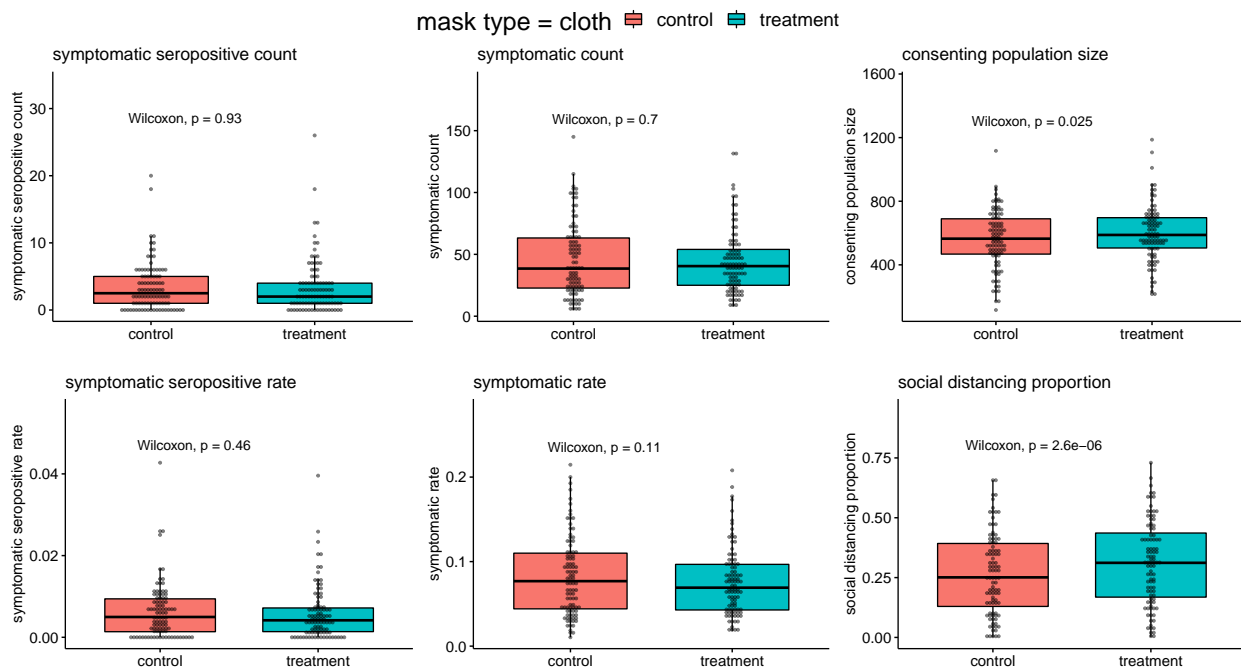 mask type = cloth control treatment
symptomatic seropositive count
symptomatic seropositive count
30
20
10
0
Wilcoxon, p = 0.93
control treatment
symptomatic count
symptomatic count
150
100
50
0
Wilcoxon, p = 0.7
control treatment
consenting population size
consenting population size
1600
1200
800
400
Wilcoxon, p = 0.025
control treatment
symptomatic seropositive rate
symptomatic seropositive rate
0.04
0.02
0.00
Wilcoxon, p = 0.46
control treatment
symptomatic rate
symptomatic rate
0.2
0.1
0.0
Wilcoxon, p = 0.11
control treatment
social distancing proportion
social distancing proportion
0.75
0.50
0.25
0.00
Wilcoxon, p = 2.6e−06
control treatment